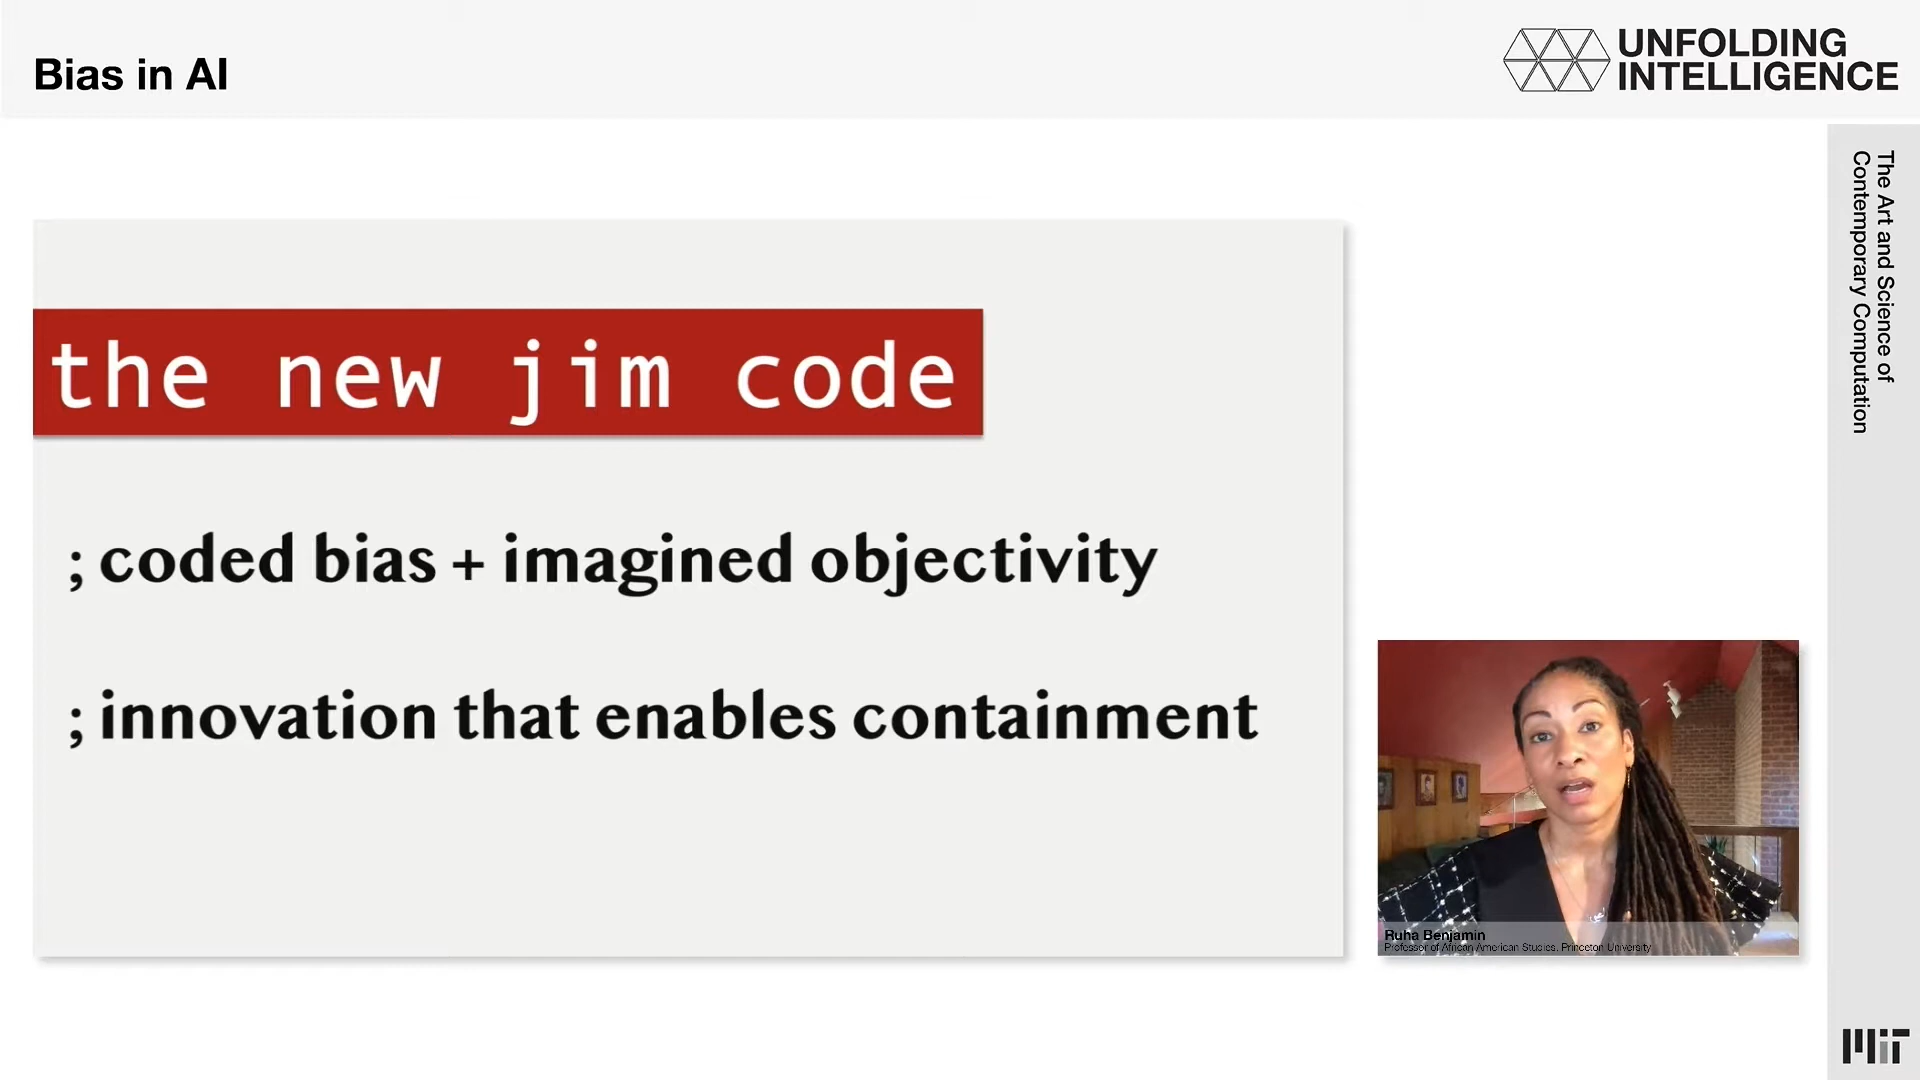 Bias in AI
UNFOLDING
INTELLIGENCE
The Art and Science of
Contemporary Computation
the new jim code
; coded bias + imagined objectivity
; innovation that enables containment
Ruha Benjamin
Professor of African American Studies, Princeton University
MIT